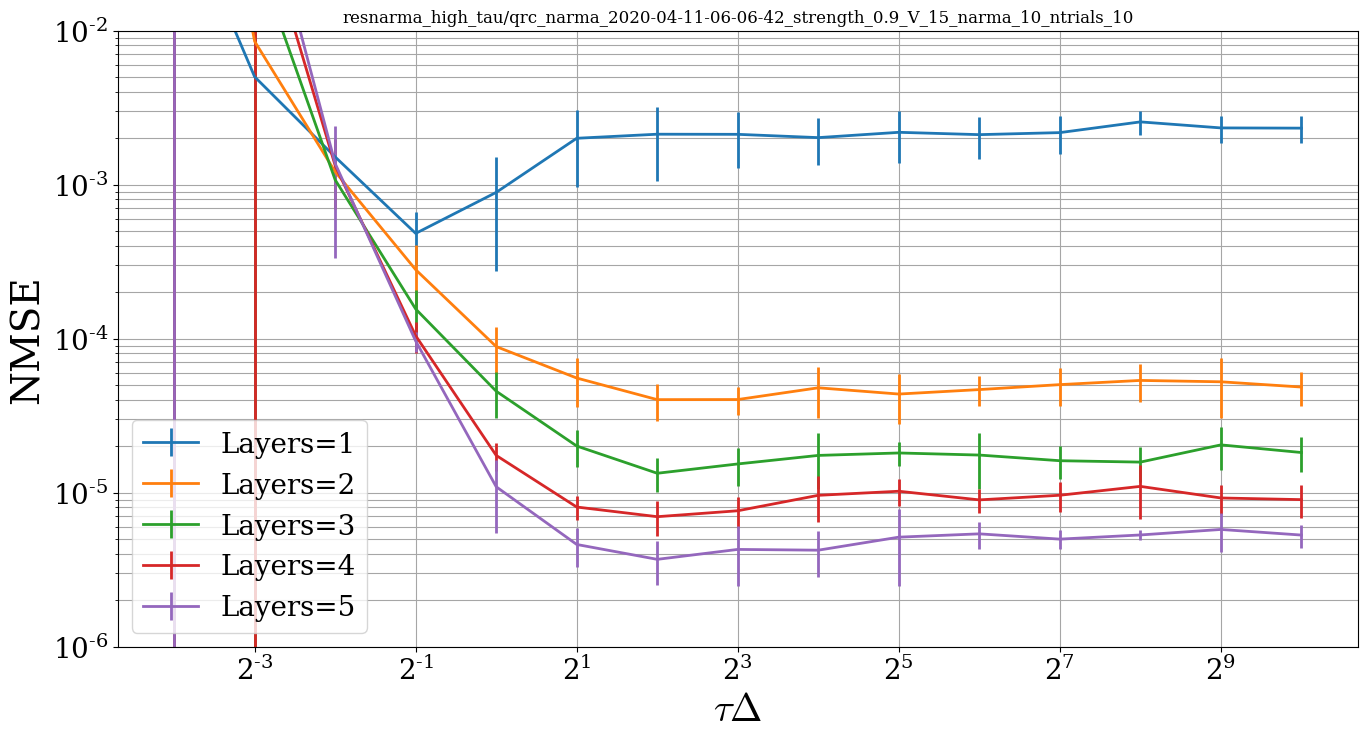 resnarma_high_tau/qrc_narma_2020-04-11-06-06-42_strength_0.9_V_15_narma_10_ntrials_10
10^-2
10^-3
10^-4
10^-5
10^-6
NMSE
Layers=1
Layers=2
Layers=3
Layers=4
Layers=5
2^-3 2^-1 2^1 2^3 2^5 2^7 2^9
τΔ